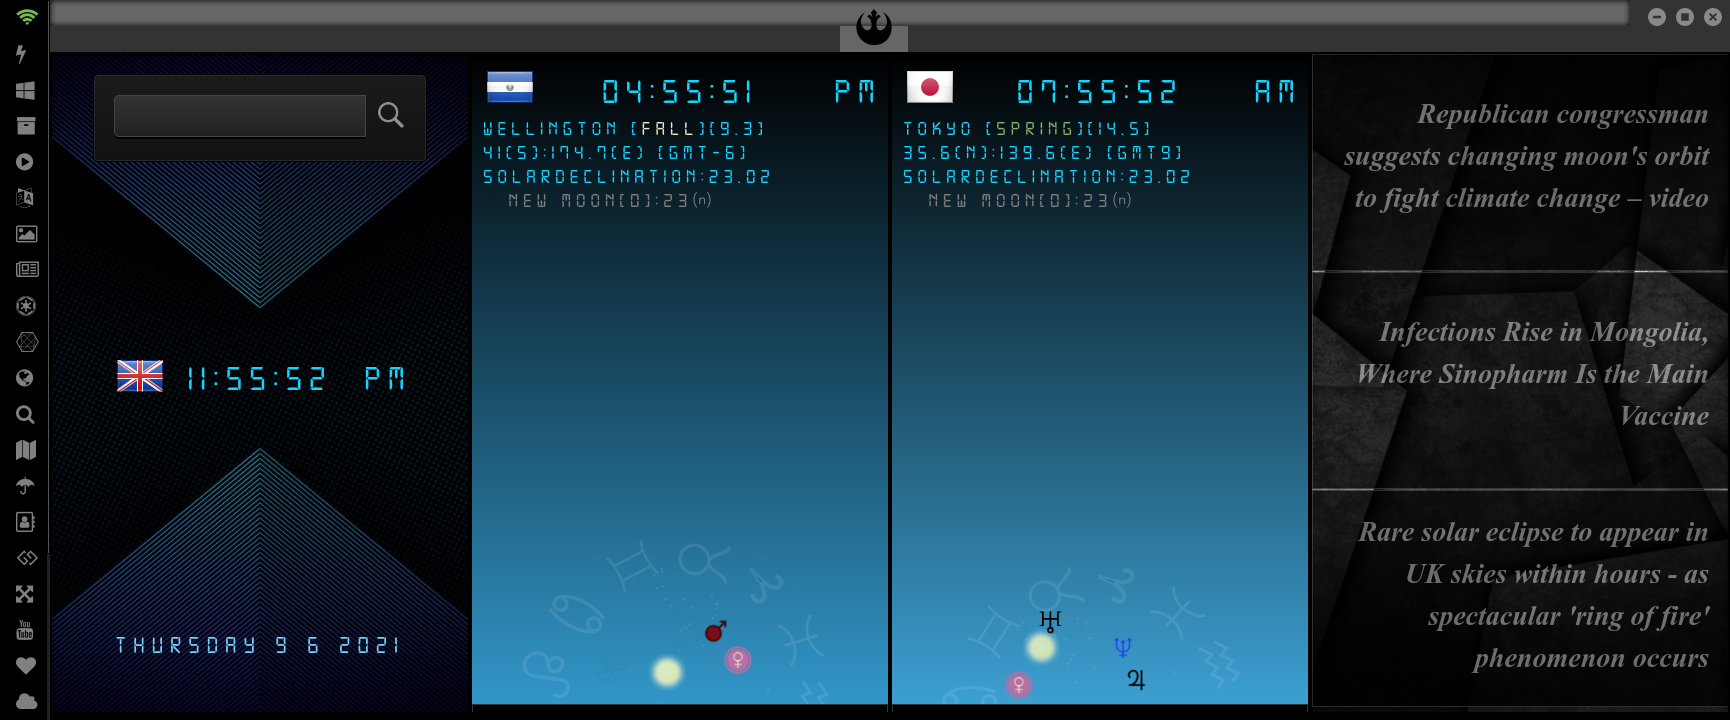 04:55:51 PM
WELLINGTON [FALL][9.3]
41(S):174.7(E) [GMT-6]
SOLARDECLINATION:23.02
NEW MOON[0]:23(n)
07:55:52 AM
TOKYO [SPRING][14.5]
35.6(N):139.6(E) [GMT9]
SOLARDECLINATION:23.02
NEW MOON[0]:23(n)
11:55:52 PM
THURSDAY 9 6 2021
Republican congressman
suggests changing moon's orbit
to fight climate change – video
Infections Rise in Mongolia,
Where Sinopharm Is the Main
Vaccine
Rare solar eclipse to appear in
UK skies within hours - as
spectacular 'ring of fire'
phenomenon occurs
You
Tube